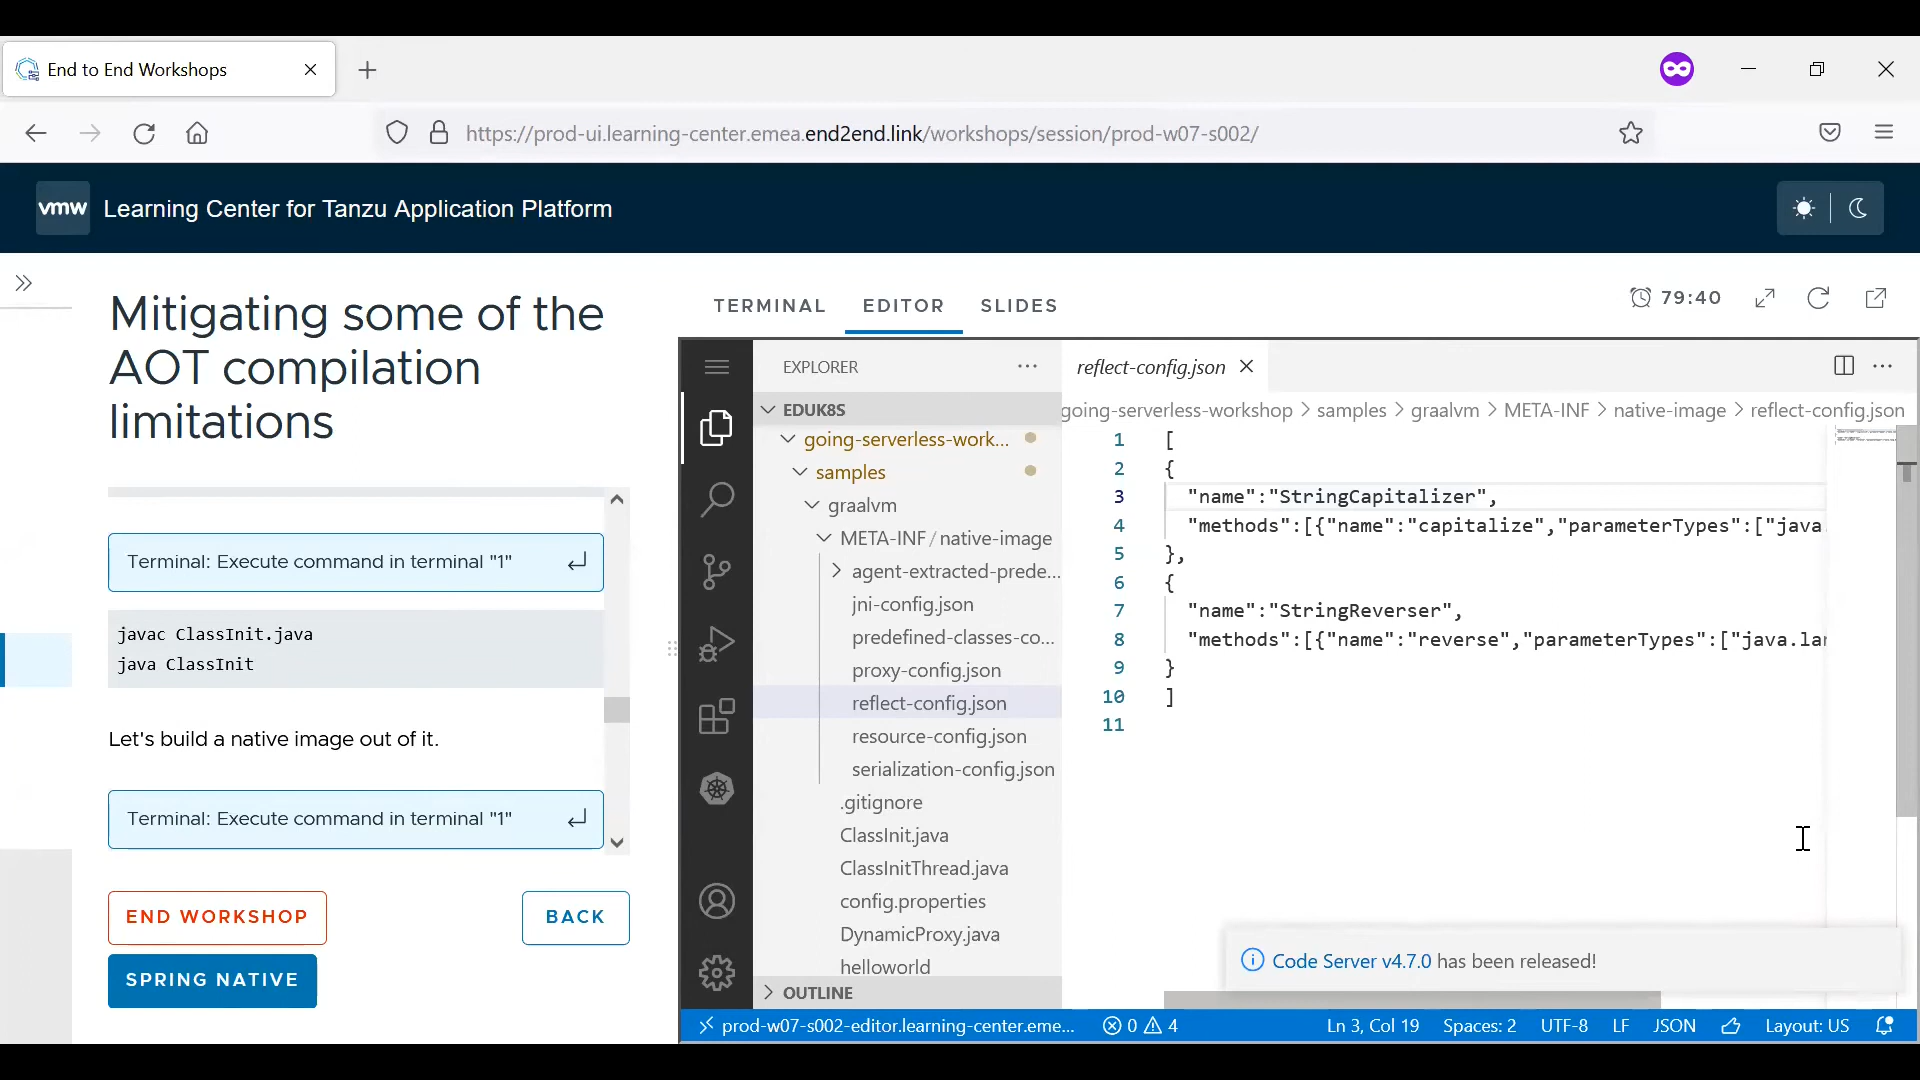 End to End Workshops
https://prod-ui.learning-center.emea.end2end.link/workshops/session/prod-w07-s002/
vmw
Learning Center for Tanzu Application Platform
Mitigating some of the
AOT compilation
limitations
Terminal: Execute command in terminal "1"
javac ClassInit.java
java ClassInit
Let's build a native image out of it.
Terminal: Execute command in terminal "1"
END WORKSHOP
BACK
SPRING NATIVE
TERMINAL
EDITOR
SLIDES
79:40
EXPLORER
EDUK8S
going-serverless-work...
samples
graalvm
META-INF / native-image
agent-extracted-prede...
jni-config.json
predefined-classes-co...
proxy-config.json
reflect-config.json
resource-config.json
serialization-config.json
.gitignore
ClassInit.java
ClassInitThread.java
config.properties
DynamicProxy.java
helloworld
OUTLINE
reflect-config.json
going-serverless-workshop > samples > graalvm > META-INF > native-image > reflect-config.json
1 [
2 {
3 "name":"StringCapitalizer",
4 "methods":[{"name":"capitalize","parameterTypes":["java.
5 },
6 {
7 "name":"StringReverser",
8 "methods":[{"name":"reverse","parameterTypes":["java.lan
9 }
10 ]
11
Code Server v4.7.0 has been released!
prod-w07-s002-editor.learning-center.eme...
0
4
Ln 3, Col 19
Spaces: 2
UTF-8
LF
JSON
Layout: US